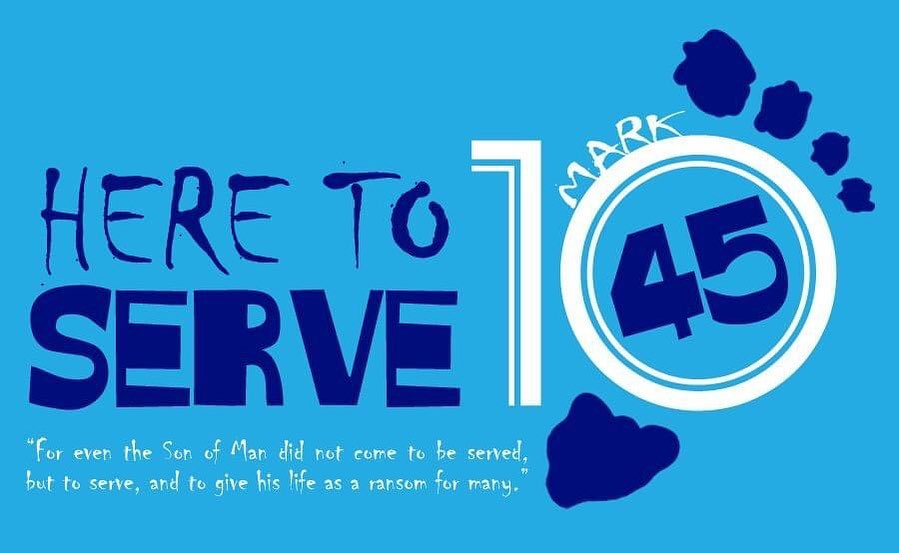 HERE TO
SERVE
MARK
10
45
“For even the Son of Man did not come to be served,
but to serve, and to give his life as a ransom for many.”